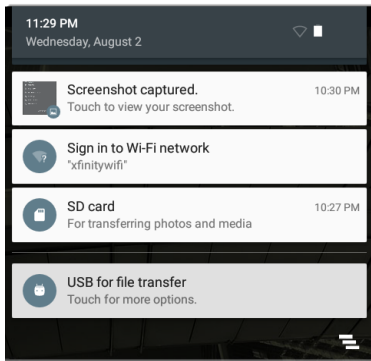 11:29 PM
Wednesday, August 2
Screenshot captured. 10:30 PM
Touch to view your screenshot.
Sign in to Wi-Fi network
"xfinitywifi"
SD card 10:27 PM
For transferring photos and media
USB for file transfer
Touch for more options.